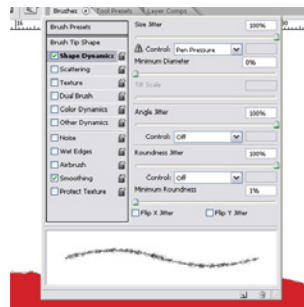 Brushes × Tool Presets Layer Comps
Brush Presets
Brush Tip Shape
Shape Dynamics
Scattering
Texture
Dual Brush
Color Dynamics
Other Dynamics
Noise
Wet Edges
Airbrush
Smoothing
Protect Texture
Size Jitter 100%
Control: Pen Pressure
Minimum Diameter 0%
Tilt Scale
Angle Jitter 100%
Control: Off
Roundness Jitter 100%
Control: Off
Minimum Roundness 1%
Flip X Jitter Flip Y Jitter